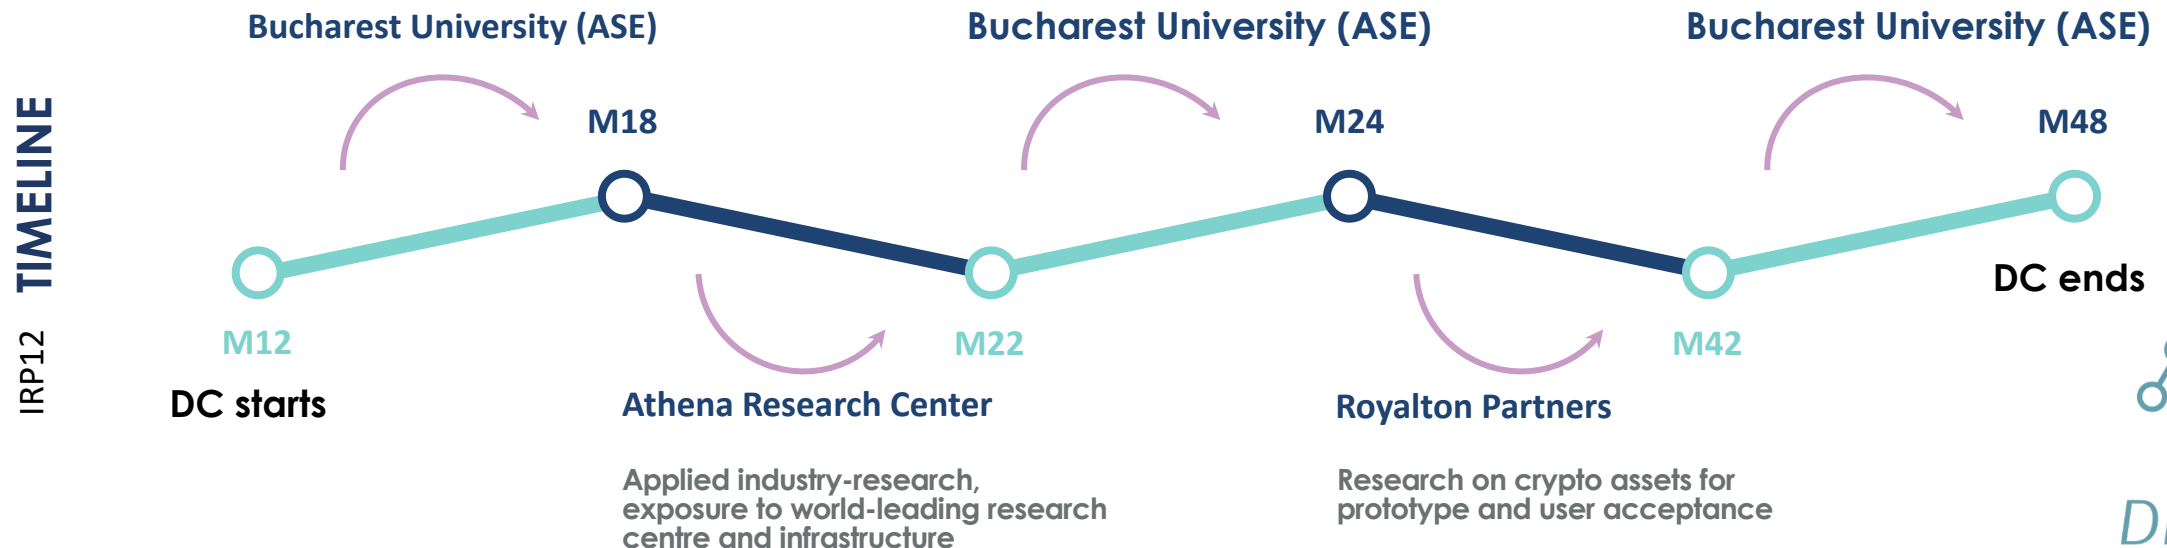 IRP12 TIMELINE
Bucharest University (ASE)
Bucharest University (ASE)
Bucharest University (ASE)
M18
M24
M48
DC ends
M12
M22
M42
DC starts
Athena Research Center
Royalton Partners
Applied industry-research,
exposure to world-leading research
centre and infrastructure
Research on crypto assets for
prototype and user acceptance